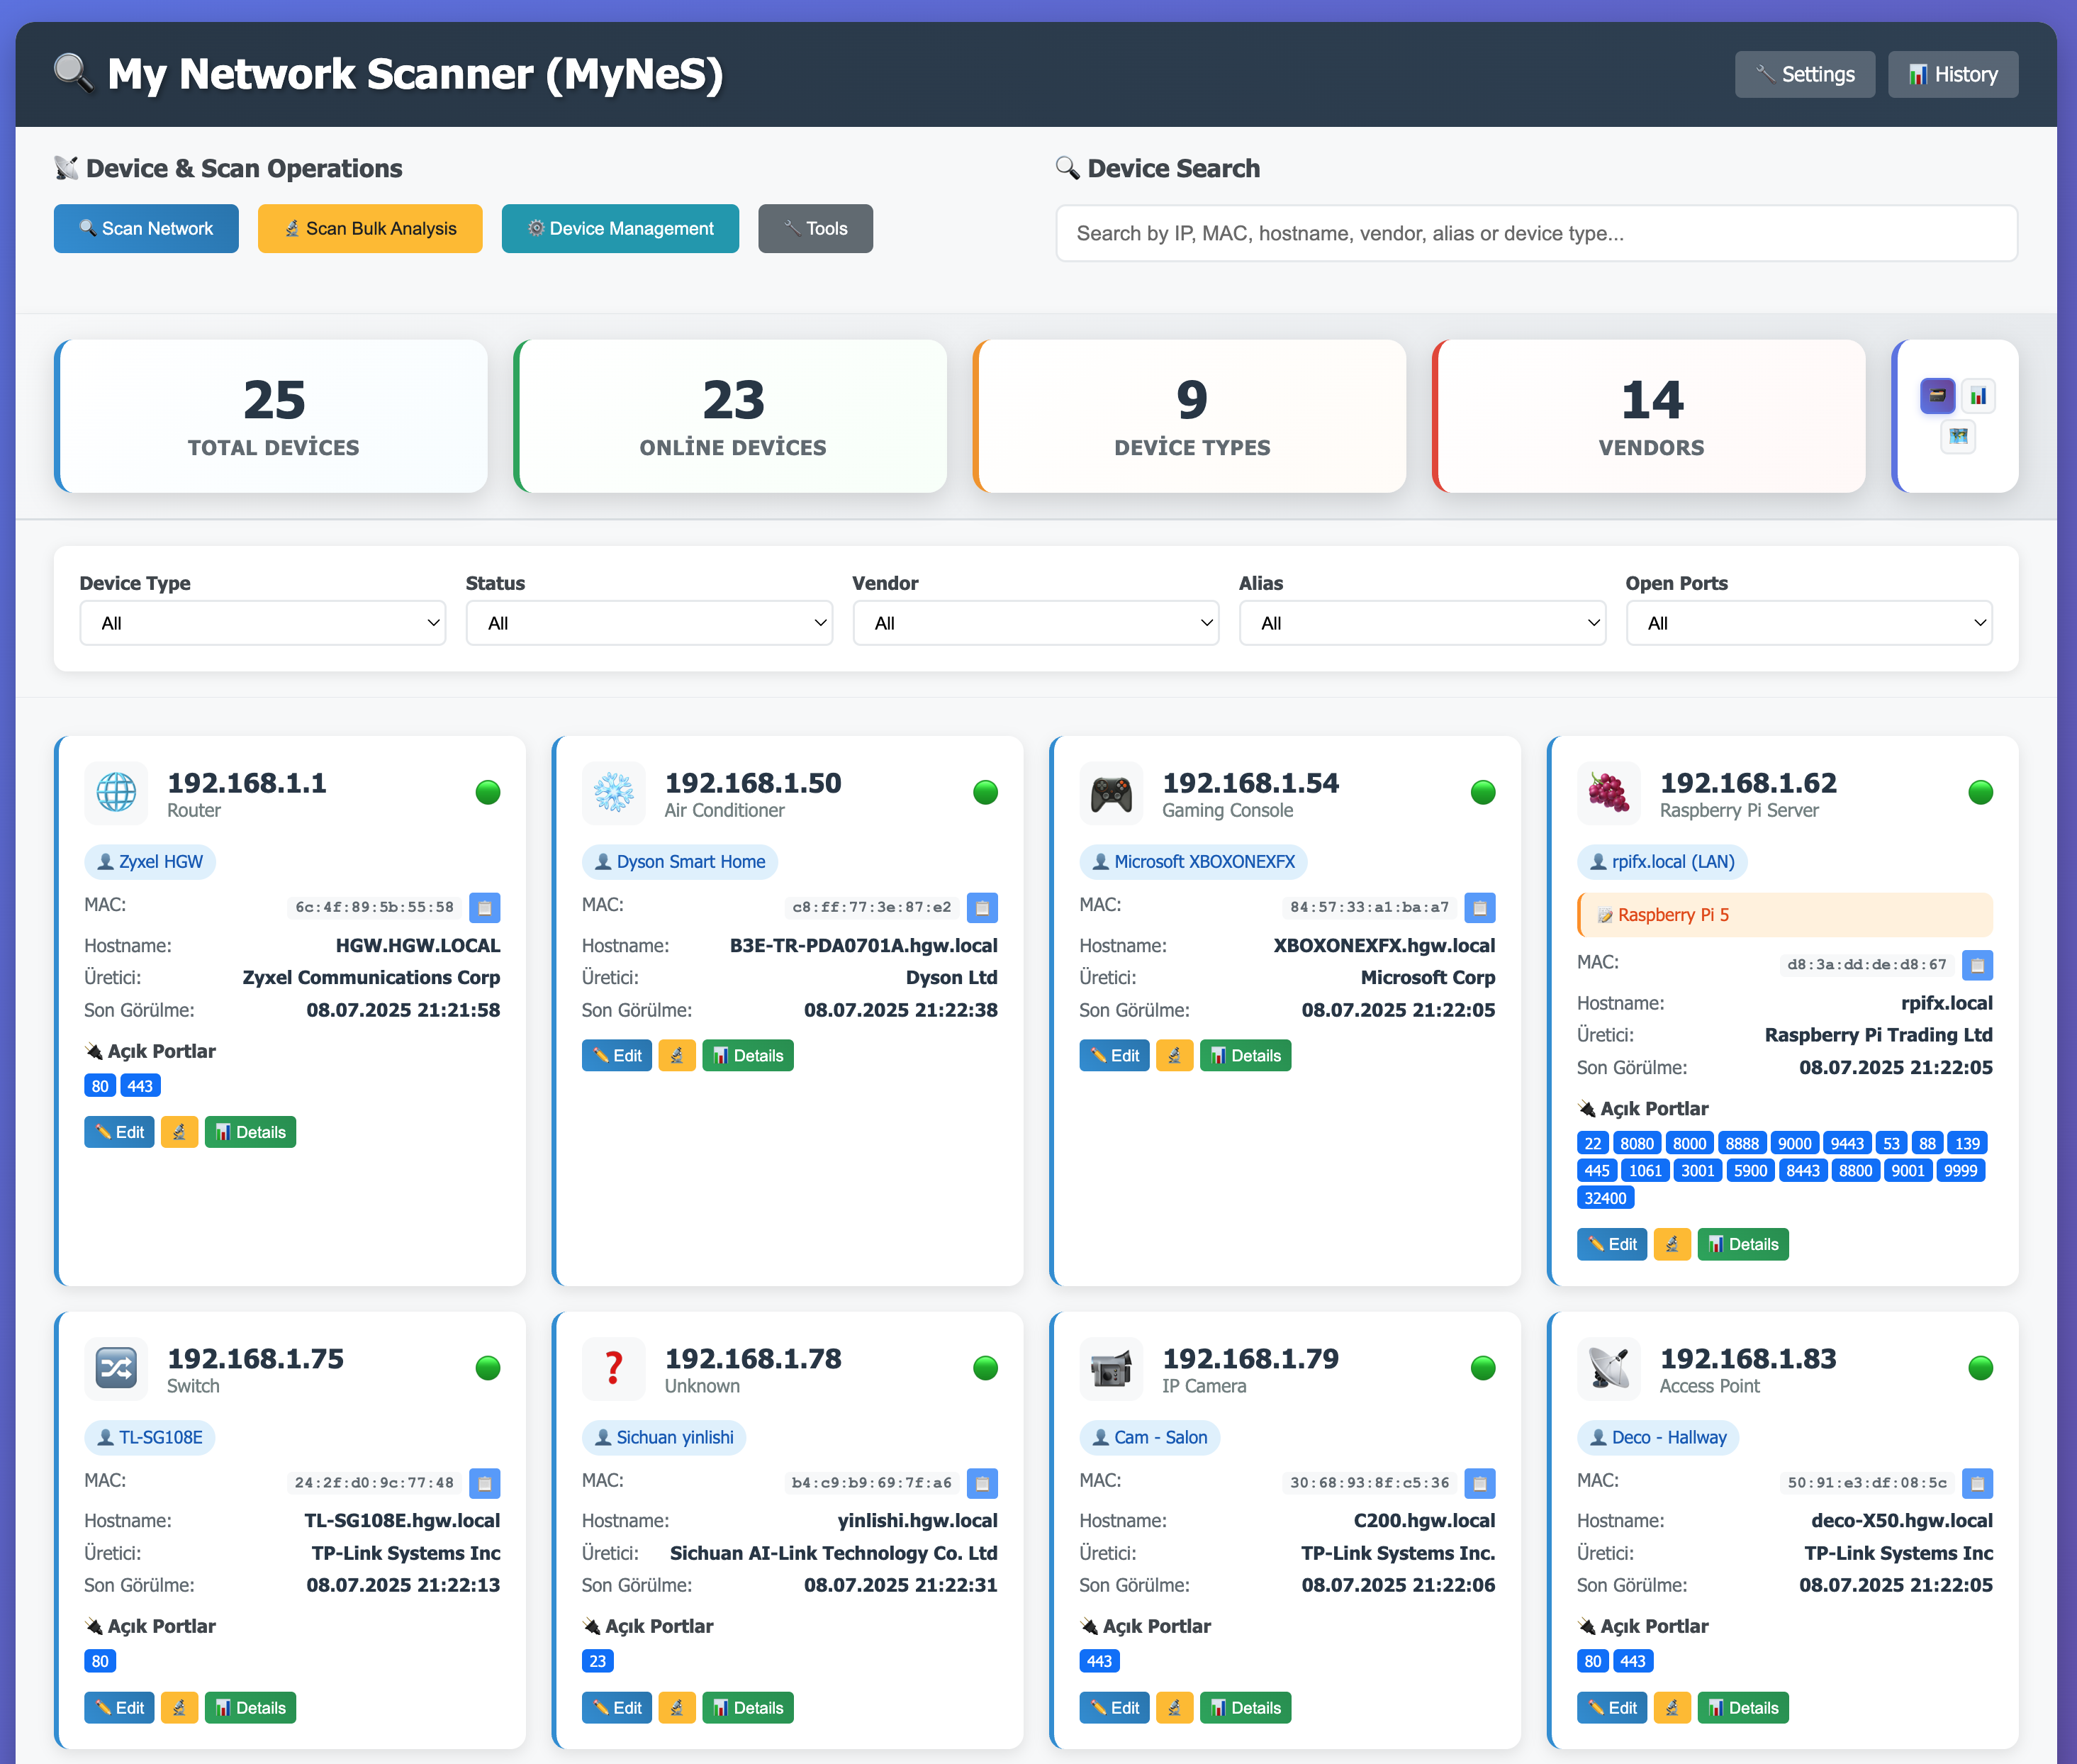 My Network Scanner (MyNeS)
Settings
History
Device & Scan Operations
Scan Network
Scan Bulk Analysis
Device Management
Tools
Device Search
Search by IP, MAC, hostname, vendor, alias or device type...
25
TOTAL DEVİCES
23
ONLİNE DEVİCES
9
DEVİCE TYPES
14
VENDORS
Device Type
All
Status
All
Vendor
All
Alias
All
Open Ports
All
192.168.1.1
Router
Zyxel HGW
MAC: 6c:4f:89:5b:55:58
Hostname: HGW.HGW.LOCAL
Üretici: Zyxel Communications Corp
Son Görülme: 08.07.2025 21:21:58
Açık Portlar
80 443
Edit Details
192.168.1.50
Air Conditioner
Dyson Smart Home
MAC: c8:ff:77:3e:87:e2
Hostname: B3E-TR-PDA0701A.hgw.local
Üretici: Dyson Ltd
Son Görülme: 08.07.2025 21:22:38
Edit Details
192.168.1.54
Gaming Console
Microsoft XBOXONEXFX
MAC: 84:57:33:a1:ba:a7
Hostname: XBOXONEXFX.hgw.local
Üretici: Microsoft Corp
Son Görülme: 08.07.2025 21:22:05
Edit Details
192.168.1.62
Raspberry Pi Server
rpifx.local (LAN)
Raspberry Pi 5
MAC: d8:3a:dd:de:d8:67
Hostname: rpifx.local
Üretici: Raspberry Pi Trading Ltd
Son Görülme: 08.07.2025 21:22:05
Açık Portlar
22 8080 8000 8888 9000 9443 53 88 139
445 1061 3001 5900 8443 8800 9001 9999
32400
Edit Details
192.168.1.75
Switch
TL-SG108E
MAC: 24:2f:d0:9c:77:48
Hostname: TL-SG108E.hgw.local
Üretici: TP-Link Systems Inc
Son Görülme: 08.07.2025 21:22:13
Açık Portlar
80
Edit Details
192.168.1.78
Unknown
Sichuan yinlishi
MAC: b4:c9:b9:69:7f:a6
Hostname: yinlishi.hgw.local
Üretici: Sichuan AI-Link Technology Co. Ltd
Son Görülme: 08.07.2025 21:22:31
Açık Portlar
23
Edit Details
192.168.1.79
IP Camera
Cam - Salon
MAC: 30:68:93:8f:c5:36
Hostname: C200.hgw.local
Üretici: TP-Link Systems Inc.
Son Görülme: 08.07.2025 21:22:06
Açık Portlar
443
Edit Details
192.168.1.83
Access Point
Deco - Hallway
MAC: 50:91:e3:df:08:5c
Hostname: deco-X50.hgw.local
Üretici: TP-Link Systems Inc
Son Görülme: 08.07.2025 21:22:05
Açık Portlar
80 443
Edit Details